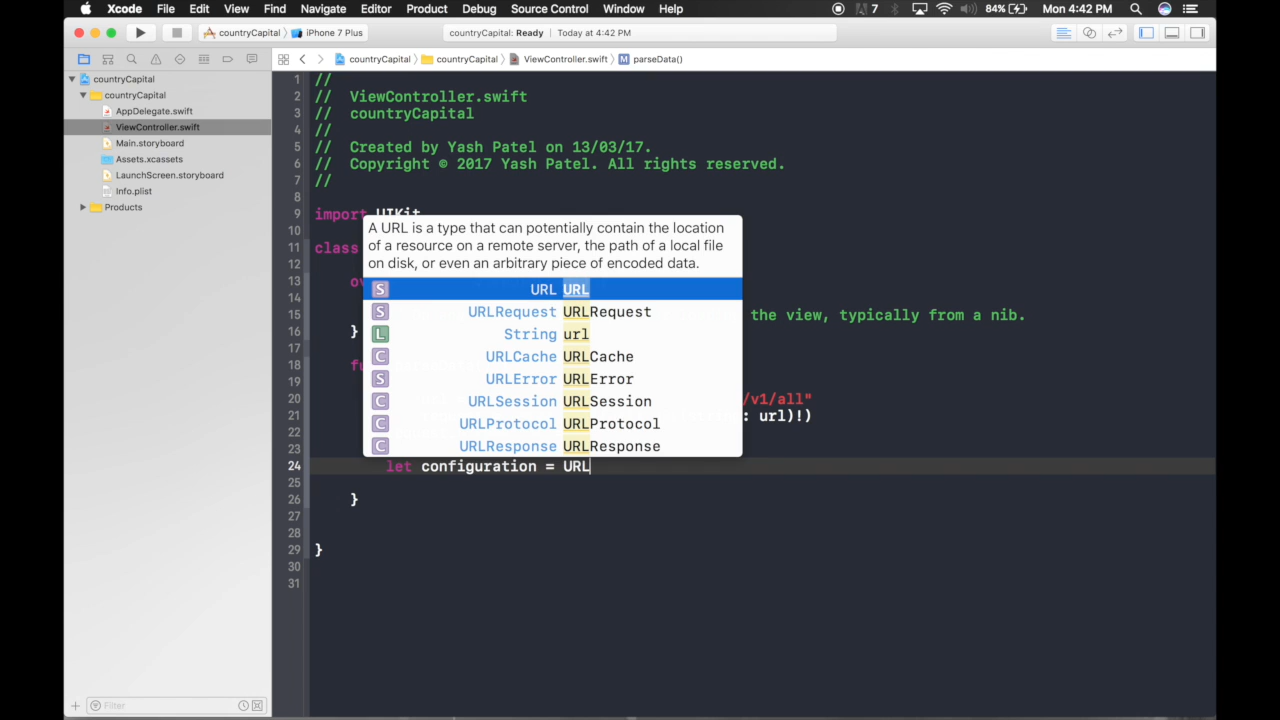 Xcode File Edit View Find Navigate Editor Product Debug Source Control Window Help 7 84% Mon 4:42 PM
countryCapital iPhone 7 Plus countryCapital: Ready Today at 4:42 PM
countryCapital countryCapital ViewController.swift M parseData()
countryCapital
countryCapital
AppDelegate.swift
ViewController.swift
Main.storyboard
Assets.xcassets
LaunchScreen.storyboard
Info.plist
Products
Filter
1 //
2 // ViewController.swift
3 // countryCapital
4 //
5 // Created by Yash Patel on 13/03/17.
6 // Copyright © 2017 Yash Patel. All rights reserved.
7 //
8
9 import UIKit
10
11 class
12
13 ov
14
15 the view, typically from a nib.
16 }
17
18 fu
19
20 /v1/all"
21 : url)!)
22
23
24 let configuration = URL
25
26 }
27
28
29 }
30
31
A URL is a type that can potentially contain the location
of a resource on a remote server, the path of a local file
on disk, or even an arbitrary piece of encoded data.
S URL URL
S URLRequest URLRequest
L String url
C URLCache URLCache
S URLError URLError
C URLSession URLSession
C URLProtocol URLProtocol
C URLResponse URLResponse